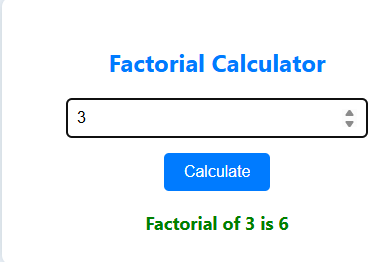 Factorial Calculator
3
Calculate
Factorial of 3 is 6